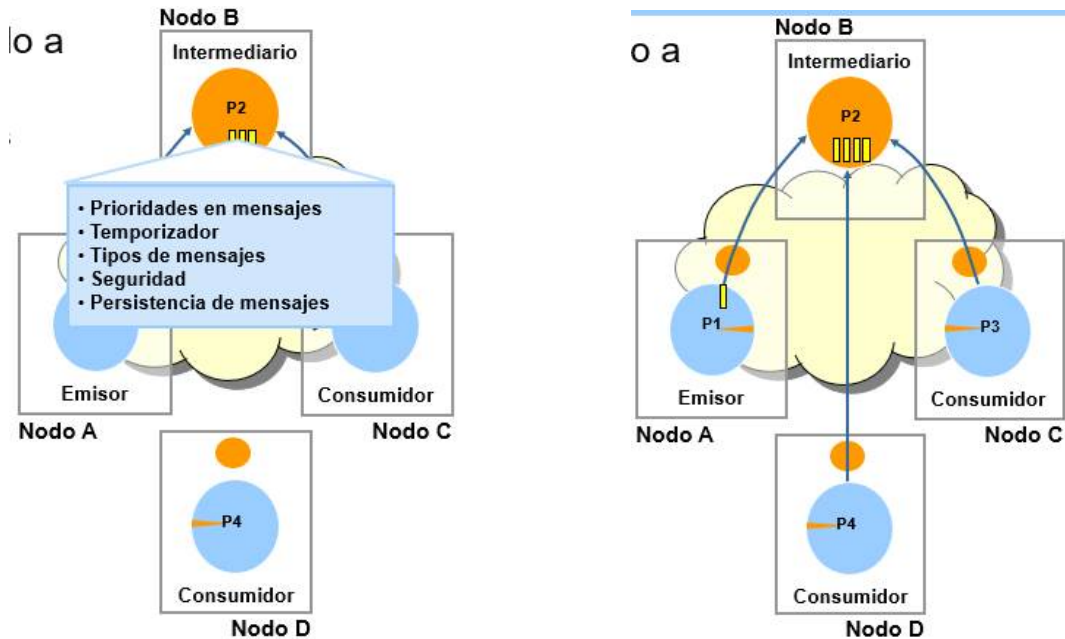 Nodo B
lo a
Intermediario
P2
s
• Prioridades en mensajes
• Temporizador
• Tipos de mensajes
• Seguridad
• Persistencia de mensajes
Emisor
Consumidor
Nodo A
Nodo C
P4
Consumidor
Nodo D
Nodo B
o a
Intermediario
P2
P1
P3
Emisor
Consumidor
Nodo A
Nodo C
P4
Consumidor
Nodo D